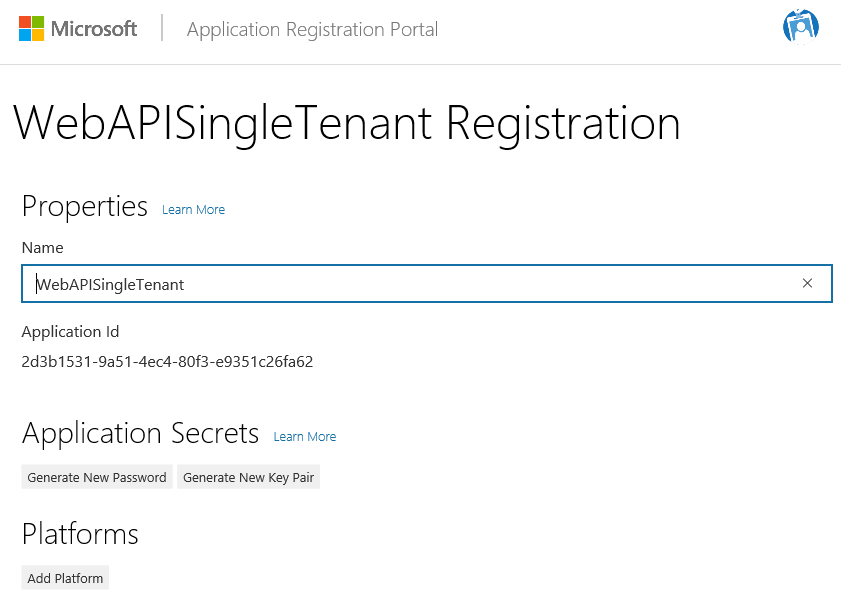 Microsoft Application Registration Portal
WebAPISingleTenant Registration
Properties Learn More
Name
WebAPISingleTenant
Application Id
2d3b1531-9a51-4ec4-80f3-e9351c26fa62
Application Secrets Learn More
Generate New Password Generate New Key Pair
Platforms
Add Platform